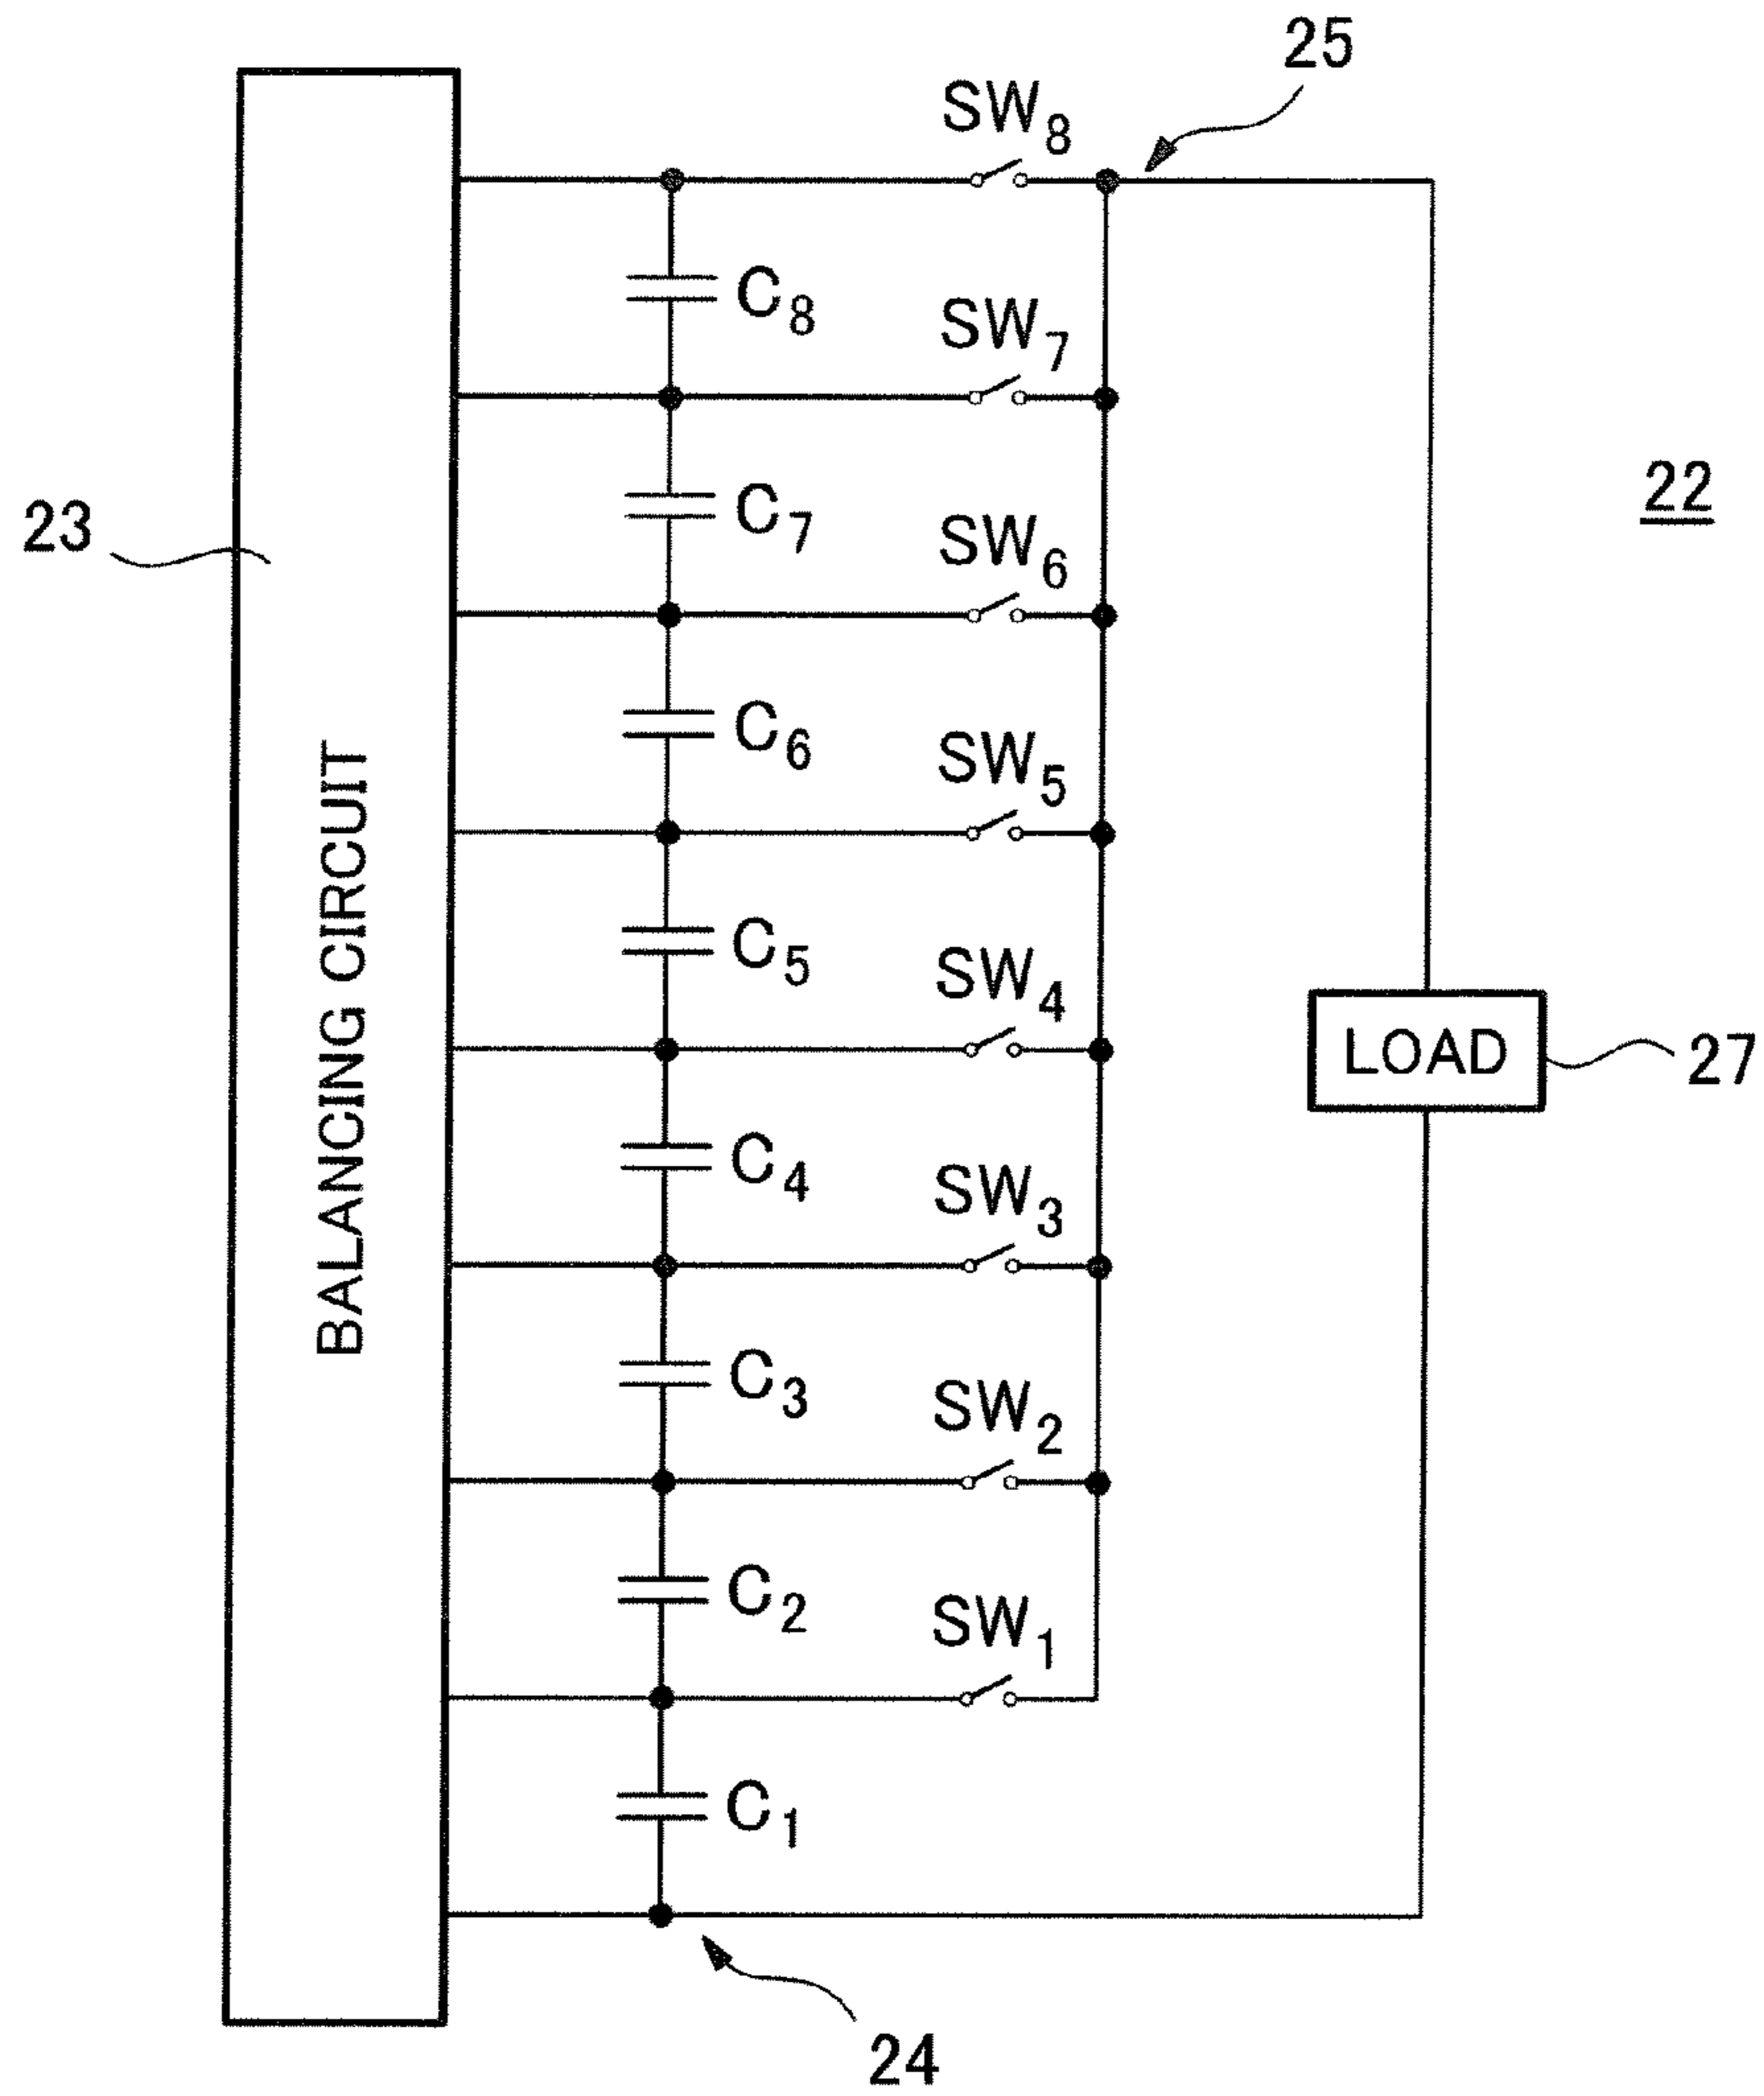 25
SW8
C8
SW7
22
C7
23
SW6
C6
SW5
BALANCING CIRCUIT
C5
SW4
LOAD
27
C4
SW3
C3
SW2
C2
SW1
C1
24